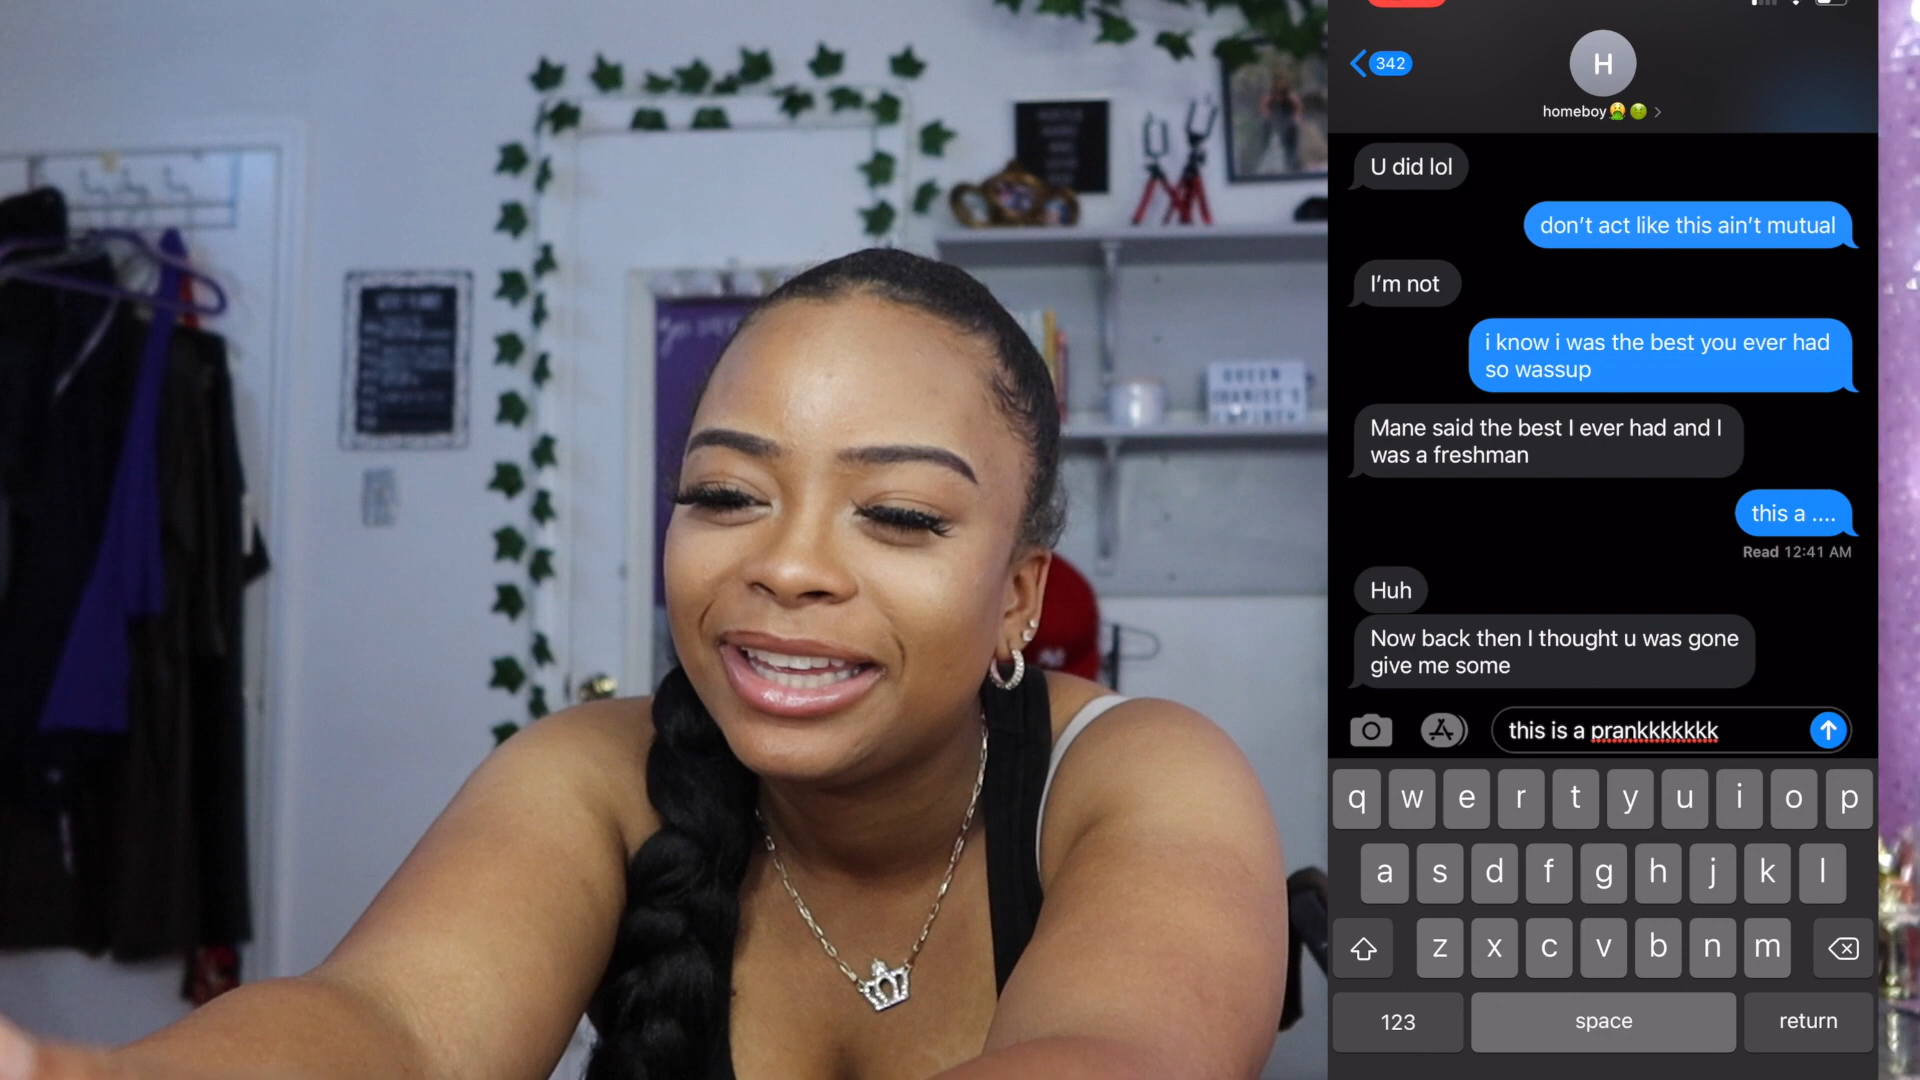 342
H
homeboy🤮🤢 >
U did lol
don't act like this ain't mutual
I'm not
i know i was the best you ever had
so wassup
Mane said the best I ever had and I
was a freshman
this a ....
Read 12:41 AM
Huh
Now back then I thought u was gone
give me some
this is a prankkkkkkk
q w e r t y u i o p
a s d f g h j k l
z x c v b n m
123 space return
QUEEN